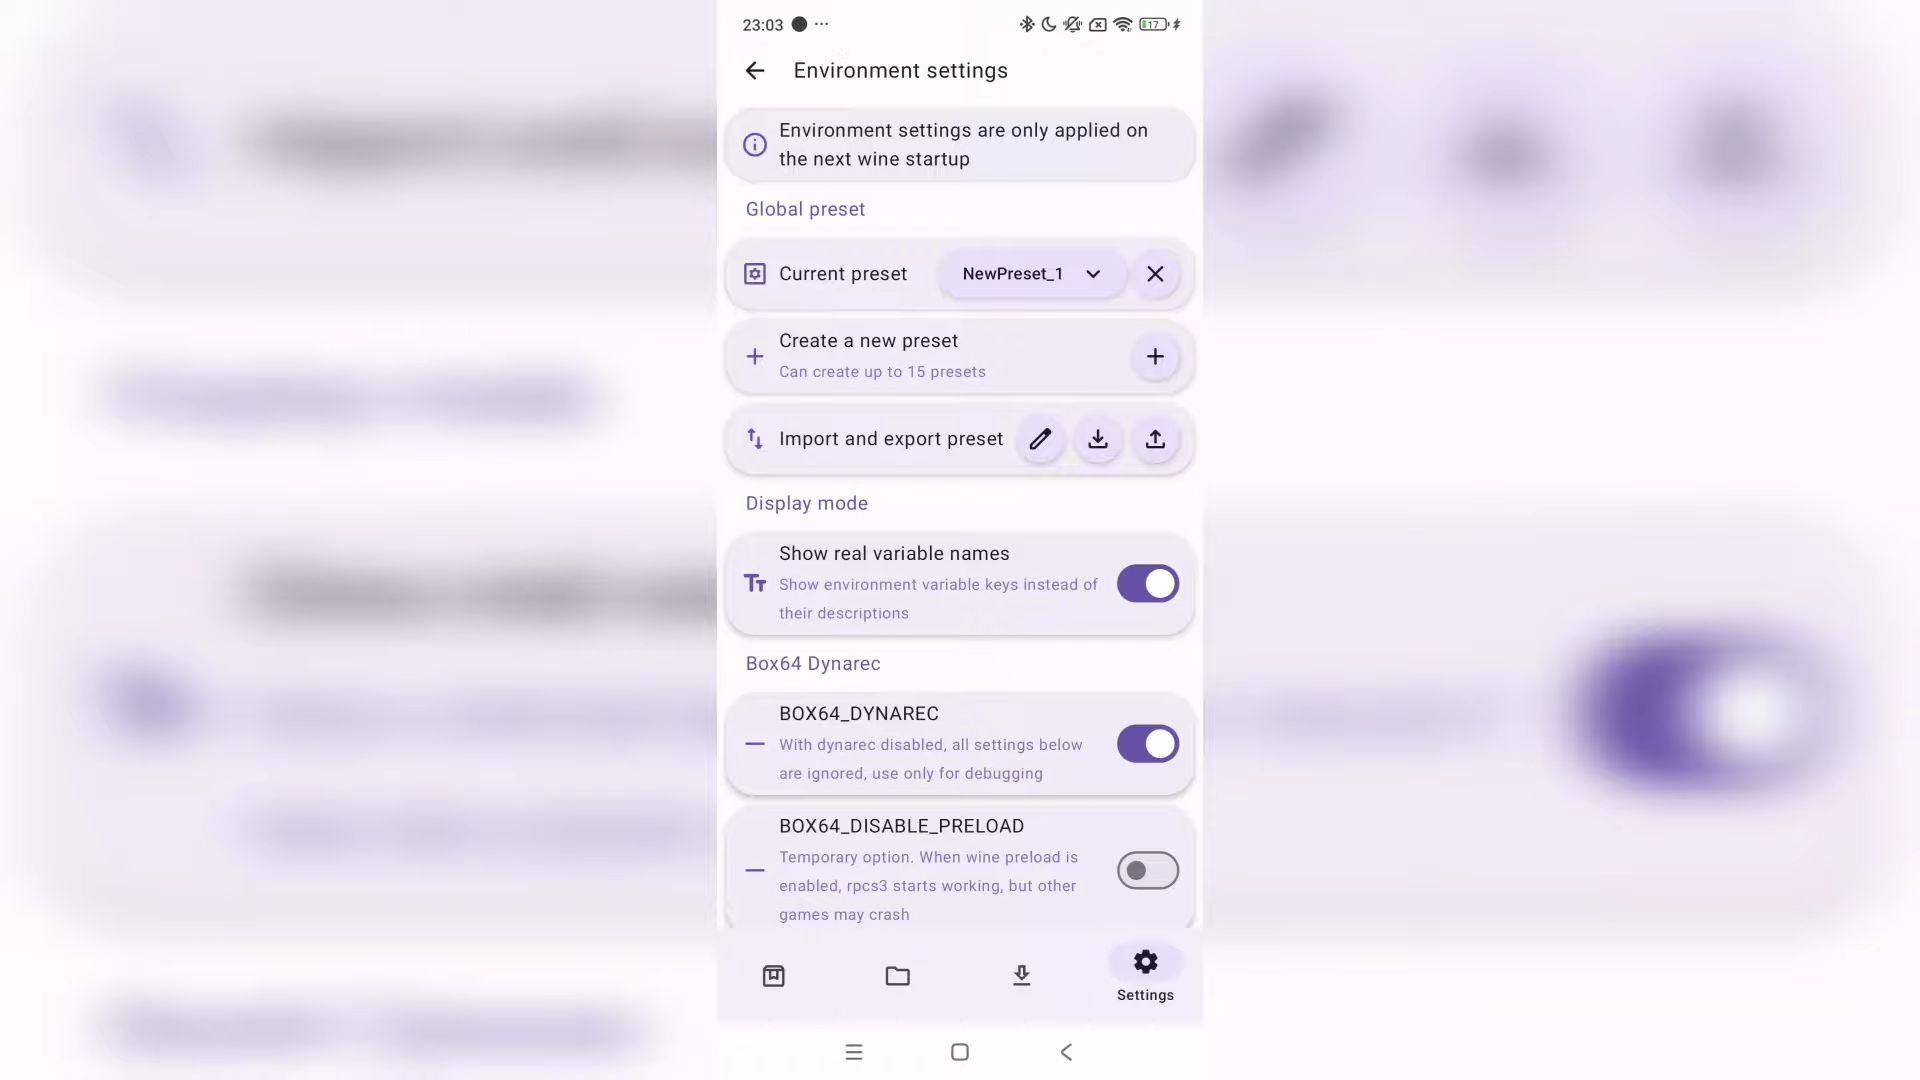 23:03
17
Environment settings
Environment settings are only applied on
the next wine startup
Global preset
Current preset
NewPreset_1
Create a new preset
Can create up to 15 presets
Import and export preset
Display mode
Show real variable names
Show environment variable keys instead of
their descriptions
Box64 Dynarec
BOX64_DYNAREC
With dynarec disabled, all settings below
are ignored, use only for debugging
BOX64_DISABLE_PRELOAD
Temporary option. When wine preload is
enabled, rpcs3 starts working, but other
games may crash
Settings